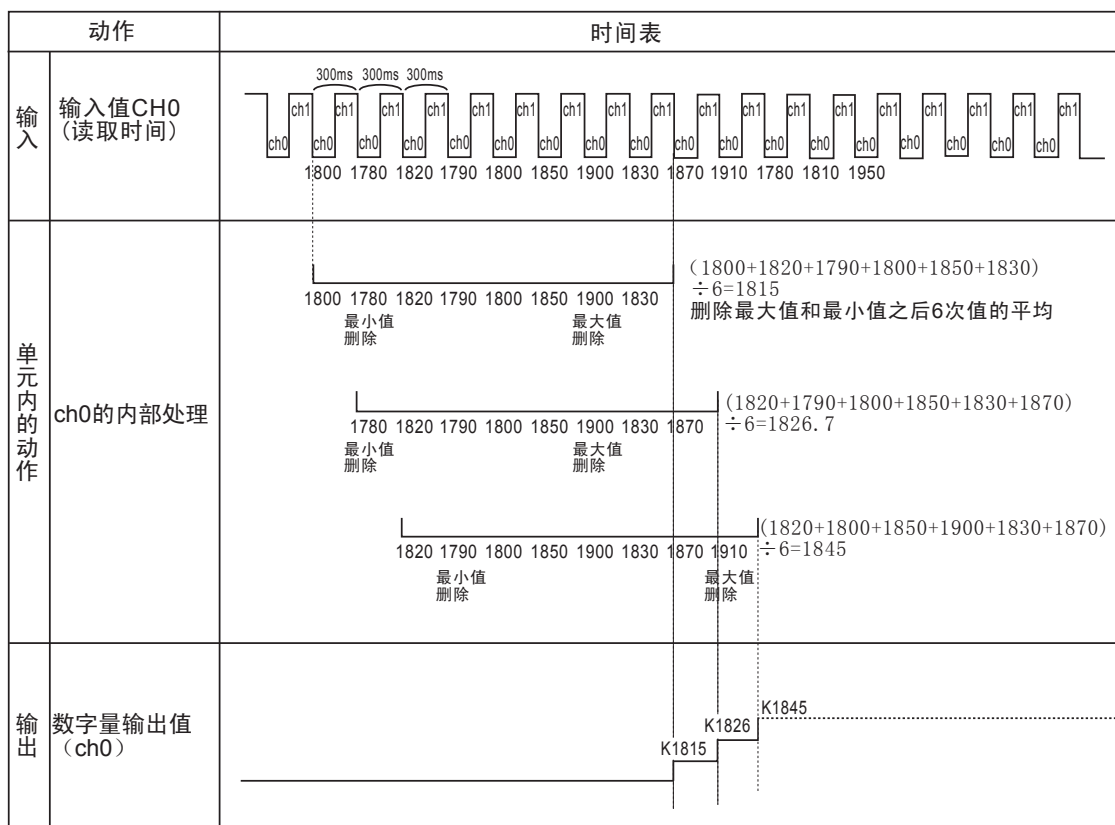 动作
时间表
输入
输入值CH0
(读取时间)
300ms 300ms 300ms
ch1 ch1 ch1 ch1 ch1 ch1 ch1 ch1 ch1 ch1 ch1 ch1 ch1 ch1 ch1 ch1 ch1 ch1
ch0 ch0 ch0 ch0 ch0 ch0 ch0 ch0 ch0 ch0 ch0 ch0 ch0 ch0 ch0 ch0 ch0 ch0
1800 1780 1820 1790 1800 1850 1900 1830 1870 1910 1780 1810 1950
单元内的动作
ch0的内部处理
1800 1780 1820 1790 1800 1850 1900 1830
最小值
删除
最大值
删除
(1800+1820+1790+1800+1850+1830)
÷6=1815
删除最大值和最小值之后6次值的平均
1780 1820 1790 1800 1850 1900 1830 1870
最小值
删除
最大值
删除
(1820+1790+1800+1850+1830+1870)
÷6=1826.7
1820 1790 1800 1850 1900 1830 1870 1910
最小值
删除
最大值
删除
(1820+1800+1850+1900+1830+1870)
÷6=1845
输出
数字量输出值
(ch0)
K1815
K1826
K1845